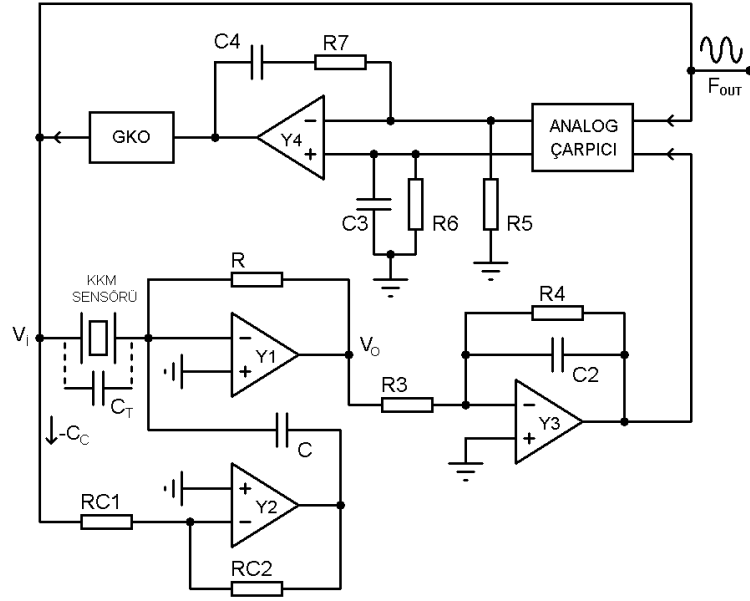 C4
R7
F_OUT
GKO
Y4
−
+
ANALOG
ÇARPICI
C3
R6
R5
KKM
SENSÖRÜ
R
V_i
−
+
Y1
V_O
C_T
-C_C
R4
C2
R3
−
+
Y3
C
RC1
+
−
Y2
RC2